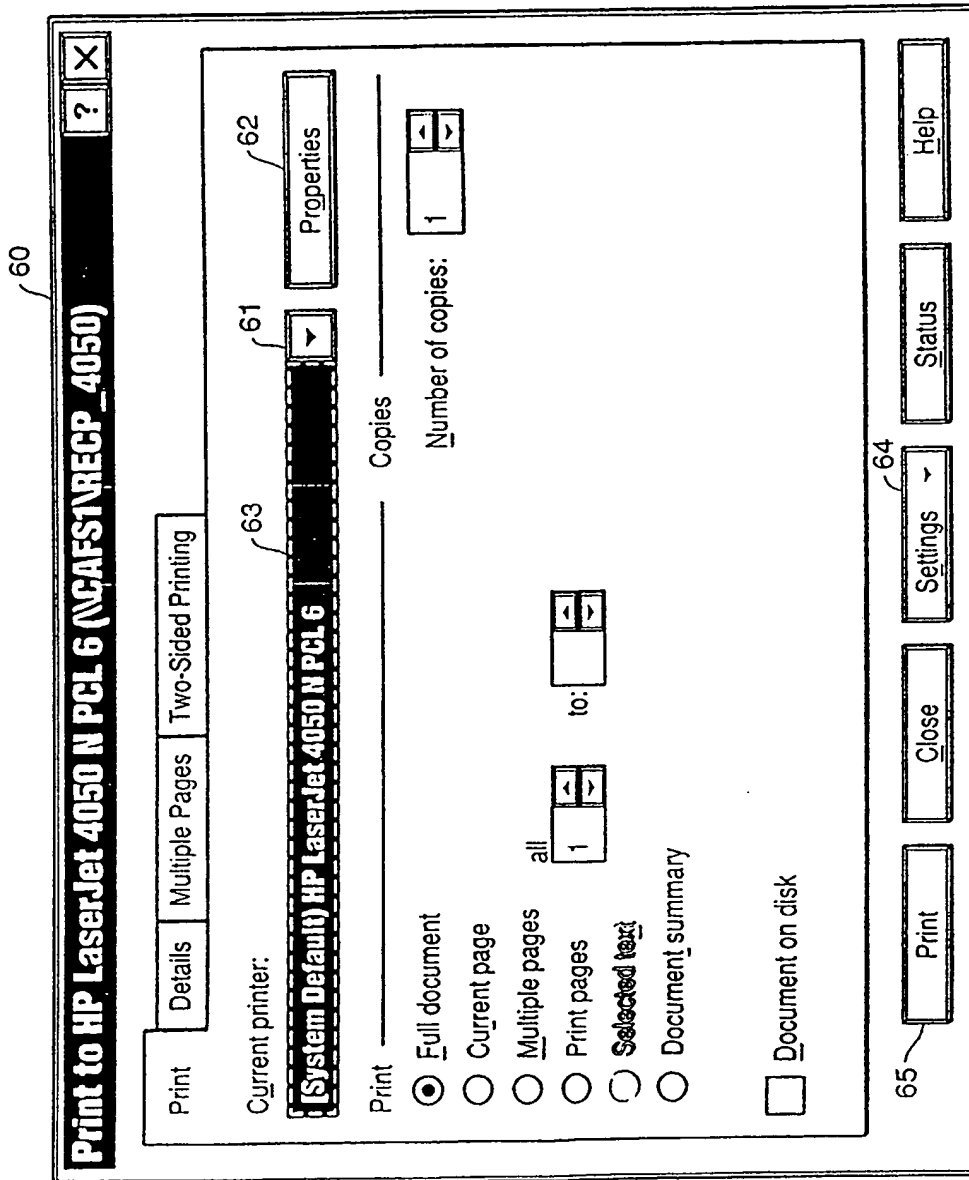 60
Print to HP LaserJet 4050 N PCL 6 (\\CAFS1\RECP_4050)
? X
Print Details Multiple Pages Two-Sided Printing
Current printer:
63 61 62
(System Default) HP LaserJet 4050 N PCL 6
Properties
Print Copies
Full document
Number of copies: 1
Current page
Multiple pages all
Print pages 1 to:
Selected text
Document summary
Document on disk
65 64
Print Close Settings Status Help